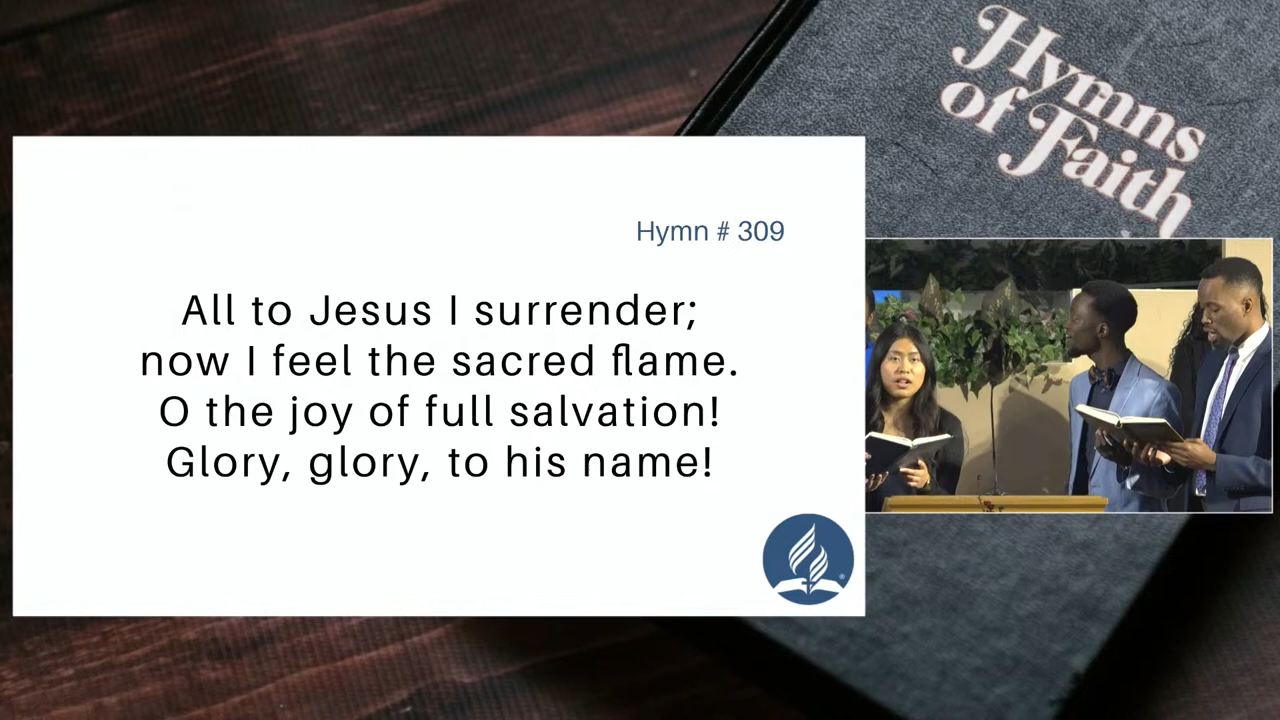 Hymns
of Faith
Hymn # 309
All to Jesus I surrender;
now I feel the sacred flame.
O the joy of full salvation!
Glory, glory, to his name!
®